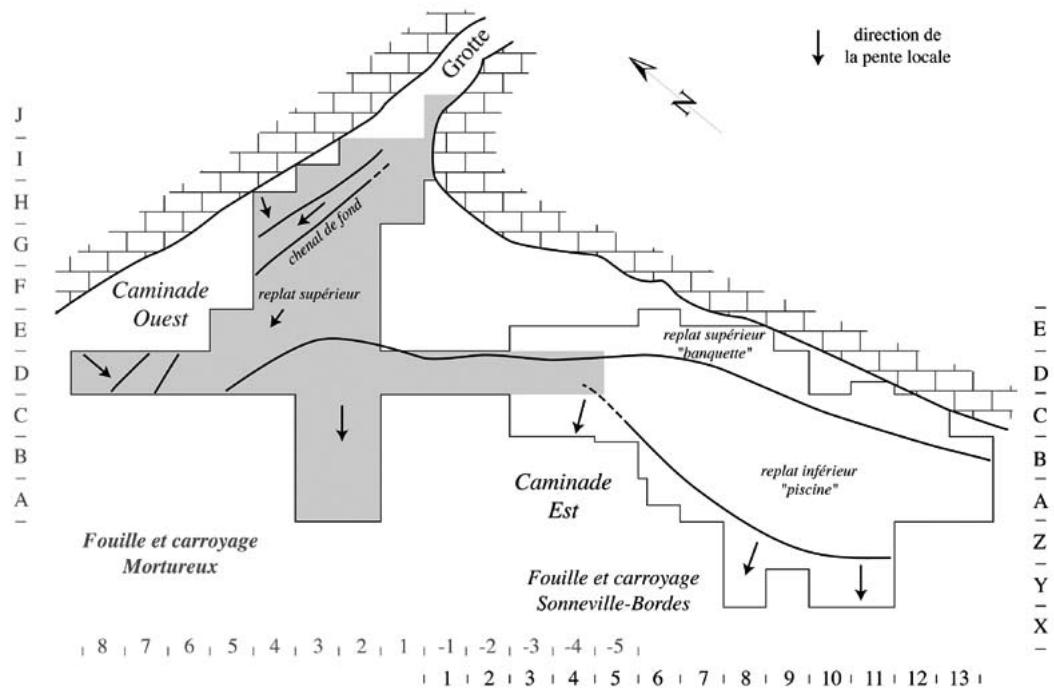 Grotte
direction de
la pente locale
N
J
I
H
G
F
E
D
C
B
A
chenal de fond
Caminade
Ouest
replat supérieur
replat supérieur
"banquette"
replat inférieur
"piscine"
Caminade
Est
E
D
C
B
A
Z
Y
X
Fouille et carroyage
Mortureux
Fouille et carroyage
Sonneville-Bordes
8 7 6 5 4 3 2 1 -1 -2 -3 -4 -5
1 2 3 4 5 6 7 8 9 10 11 12 13